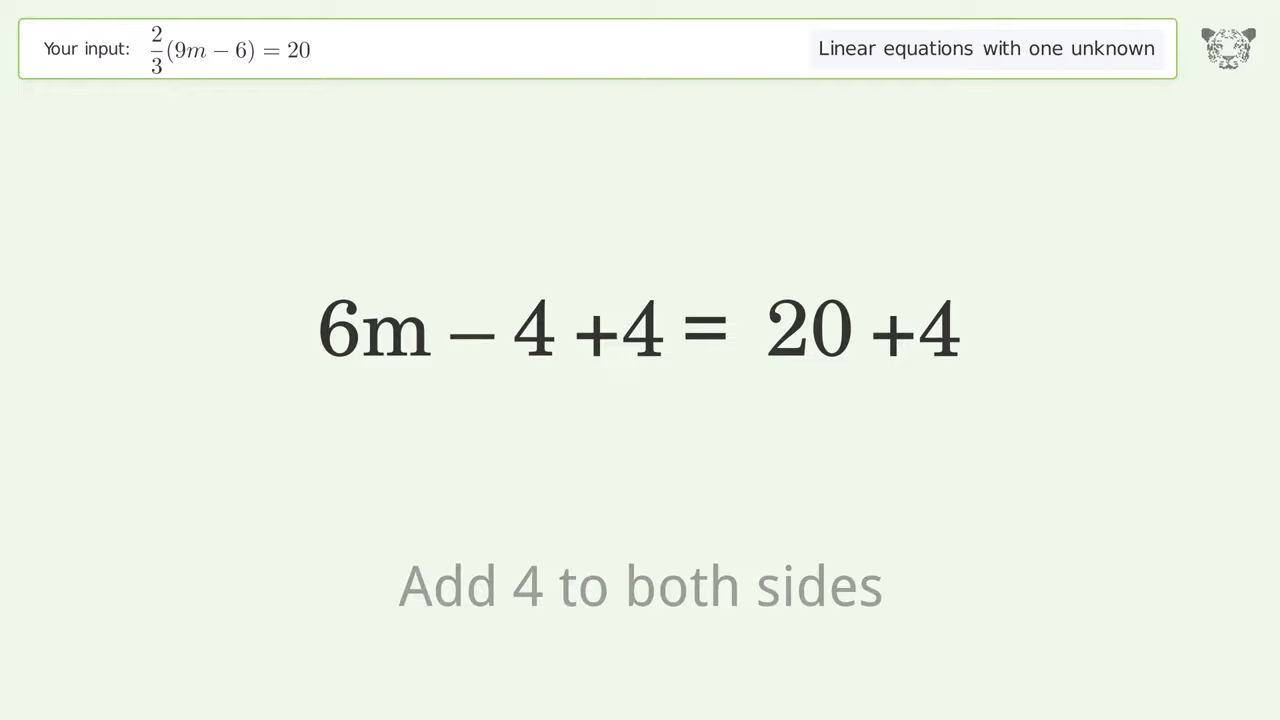 Your input: 2/3(9m − 6) = 20
Linear equations with one unknown
6m – 4 +4 = 20 +4
Add 4 to both sides